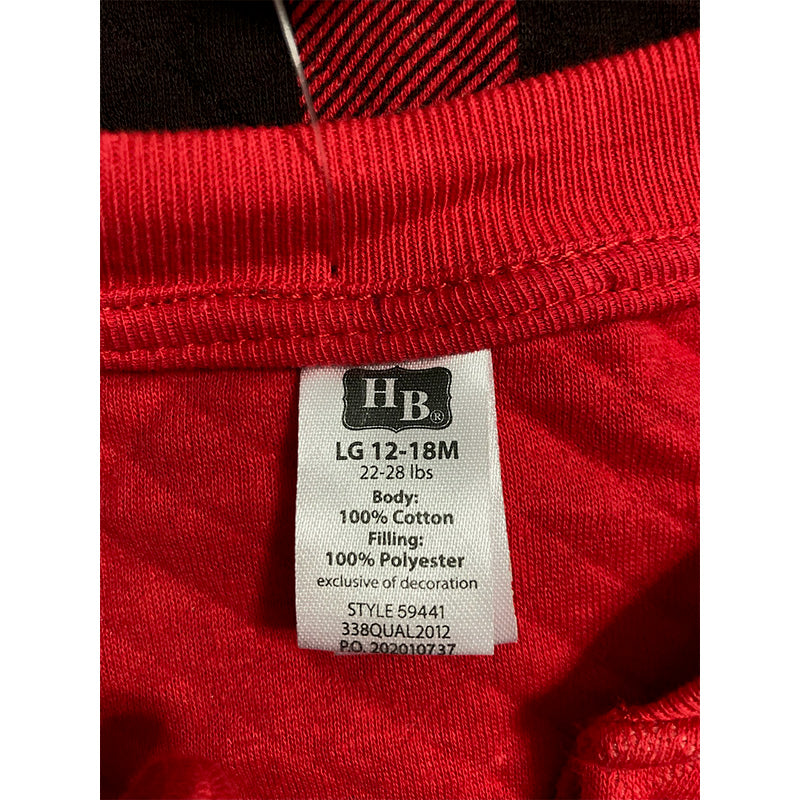 HB®
LG 12-18M
22-28 lbs
Body:
100% Cotton
Filling:
100% Polyester
exclusive of decoration
STYLE 59441
338QUAL2012
P.O. 202010737